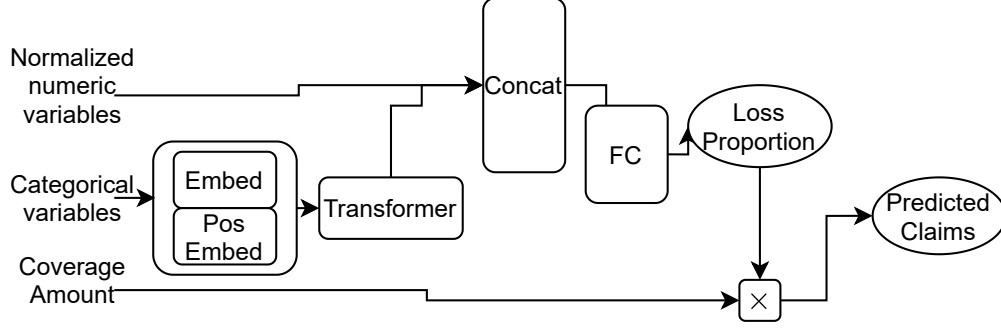 Normalized
numeric
variables
Concat
Loss
Proportion
FC
Categorical
variables
Embed
Pos
Embed
Transformer
Predicted
Claims
Coverage
Amount
×